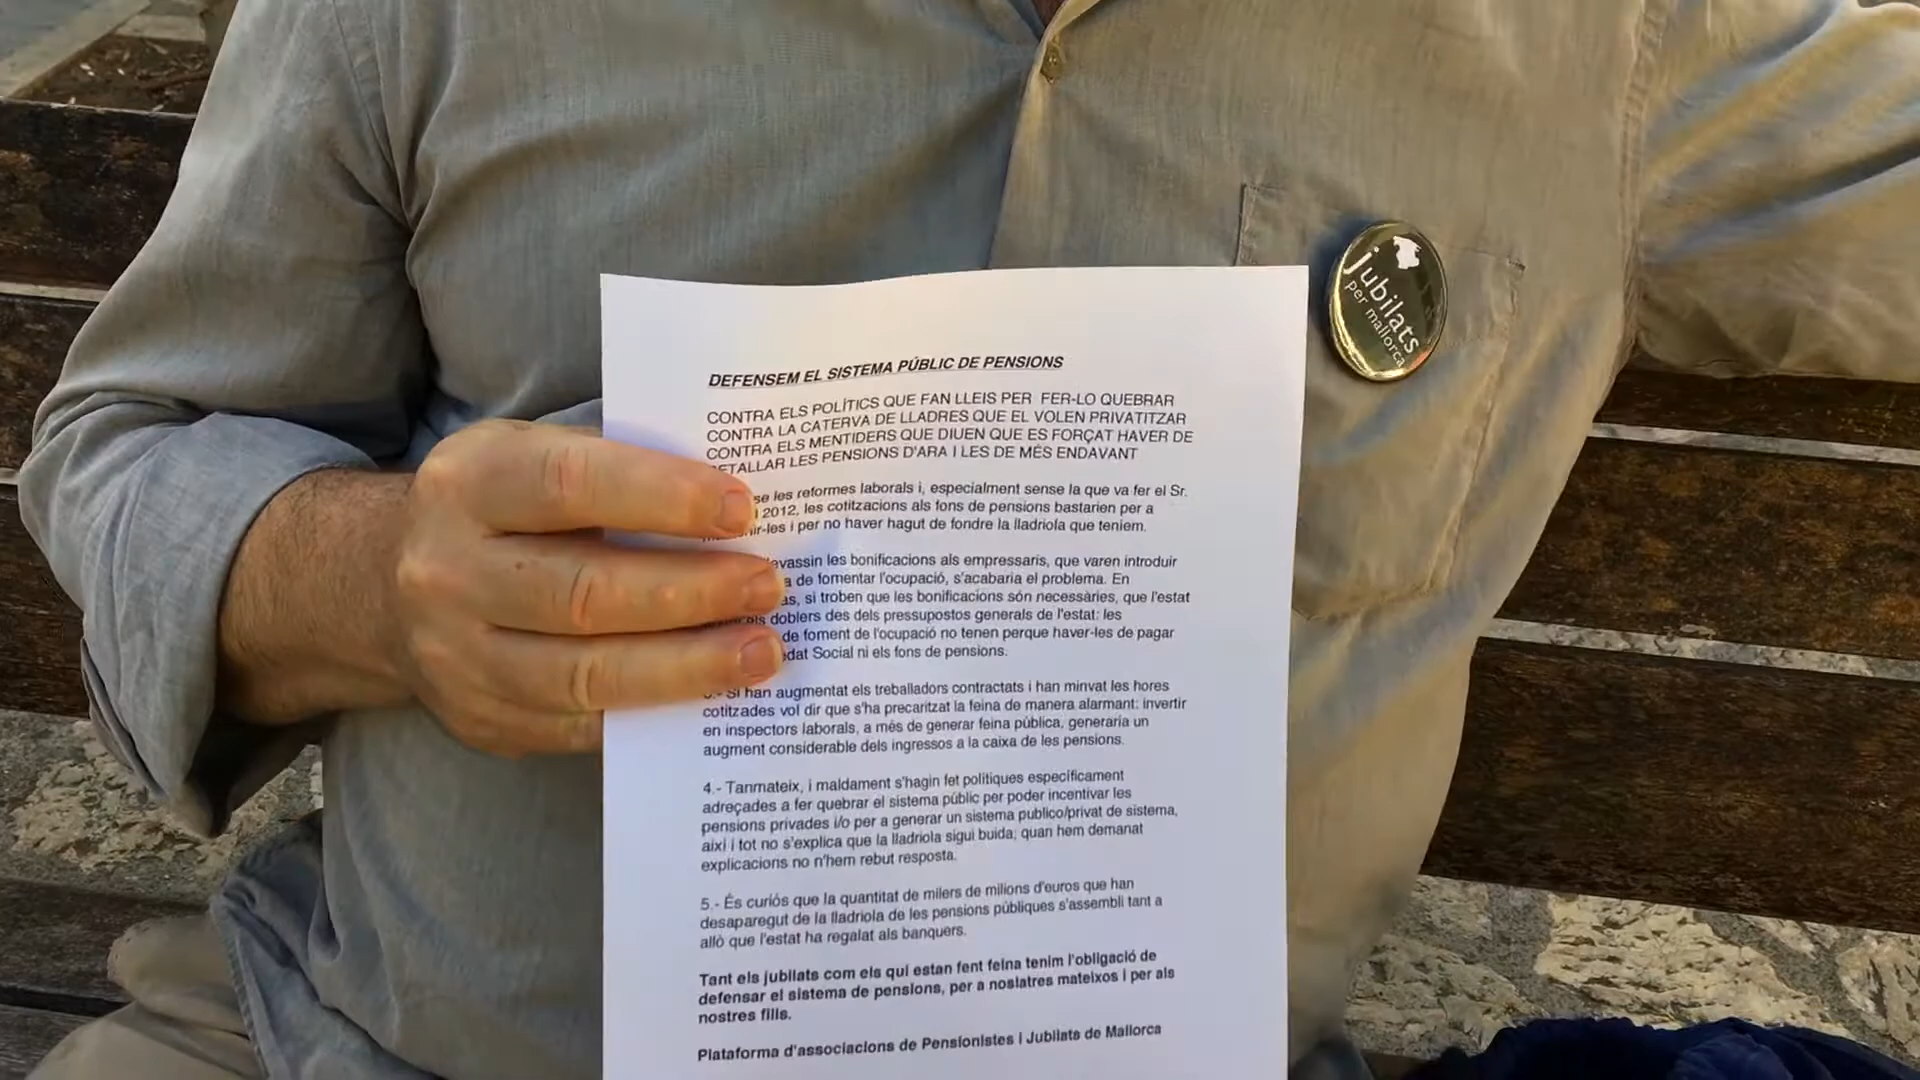 DEFENSEM EL SISTEMA PÚBLIC DE PENSIONS
CONTRA ELS POLÍTICS QUE FAN LLEIS PER FER-LO QUEBRAR
CONTRA LA CATERVA DE LLADRES QUE EL VOLEN PRIVATITZAR
CONTRA ELS MENTIDERS QUE DIUEN QUE ES FORÇAT HAVER DE
LES PENSIONS D'ARA I LES DE MÉS ENDAVANT
les reformes laborals i, especialment sense la que va fer el Sr.
2012, les cotitzacions als fons de pensions bastarien per a
i per no haver hagut de fondre la lladriola que teniem.
les bonificacions als empressaris, que varen introduir
de fomentar l'ocupació, s'acabaria el problema. En
si troben que les bonificacions són necessàries, que l'estat
doblers des dels pressupostos generals de l'estat: les
de foment de l'ocupació no tenen perque haver-les de pagar
Social ni els fons de pensions.
Si han augmentat els treballadors contractats i han minvat les hores
cotitzades vol dir que s'ha precaritzat la feina de manera alarmant: invertir
en inspectors laborals, a més de generar feina pública, generaria un
augment considerable dels ingressos a la caixa de les pensions.
4.- Tanmateix, i maldament s'hagin fet polítiques específicament
adreçades a fer quebrar el sistema públic per poder incentivar les
pensions privades i/o per a generar un sistema publico/privat de sistema,
així i tot no s'explica que la lladriola sigui buida; quan hem demanat
explicacions no n'hem rebut resposta.
5.- És curiós que la quantitat de milers de milions d'euros que han
desaparegut de la lladriola de les pensions públiques s'assembli tant a
allò que l'estat ha regalat als banquers.
Tant els jubilats com els qui estan fent feina tenim l'obligació de
defensar el sistema de pensions, per a noslatres mateixos i per als
nostres fills.
Plataforma d'associacions de Pensionistes i Jubilats de Mallorca
jubilats
per mallorca